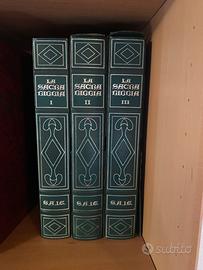 LA
SACRA
BIBBIA
I
S.A.I.E.
LA
SACRA
BIBBIA
II
S.A.I.E.
LA
SACRA
BIBBIA
III
S.A.I.E.
subito